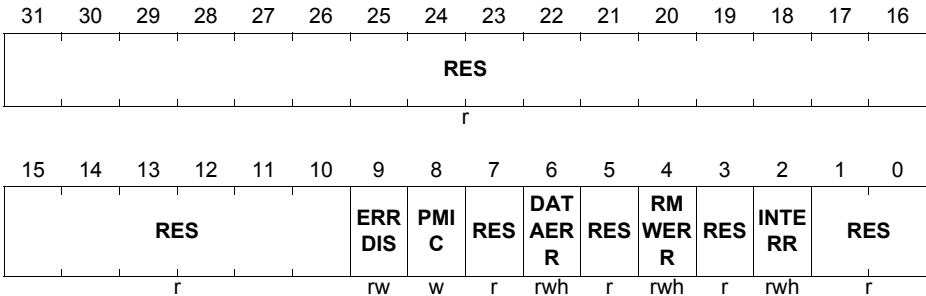 31 30 29 28 27 26 25 24 23 22 21 20 19 18 17 16
RES
r
15 14 13 12 11 10 9 8 7 6 5 4 3 2 1 0
RES ERR DIS PMI C RES DAT AER R RES RM WER R RES INTE RR RES
r rw w r rwh r rwh r rwh r